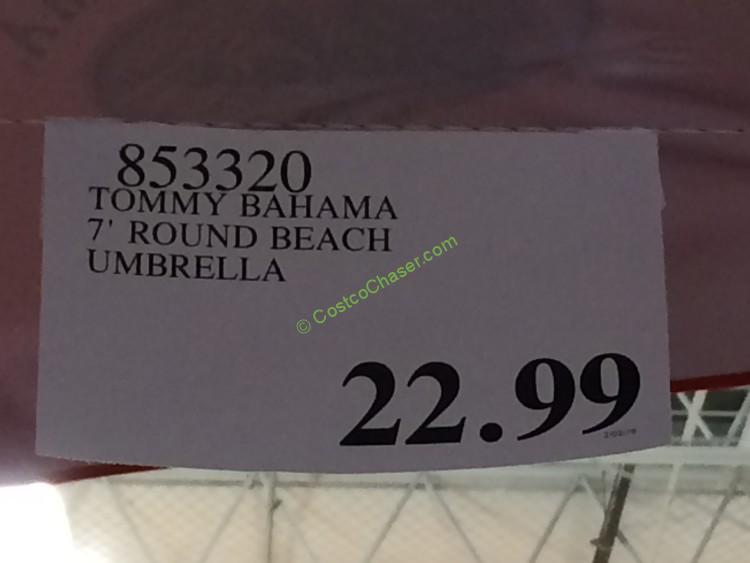 853320
TOMMY BAHAMA
7' ROUND BEACH
UMBRELLA
© CostcoChaser.com
22.99